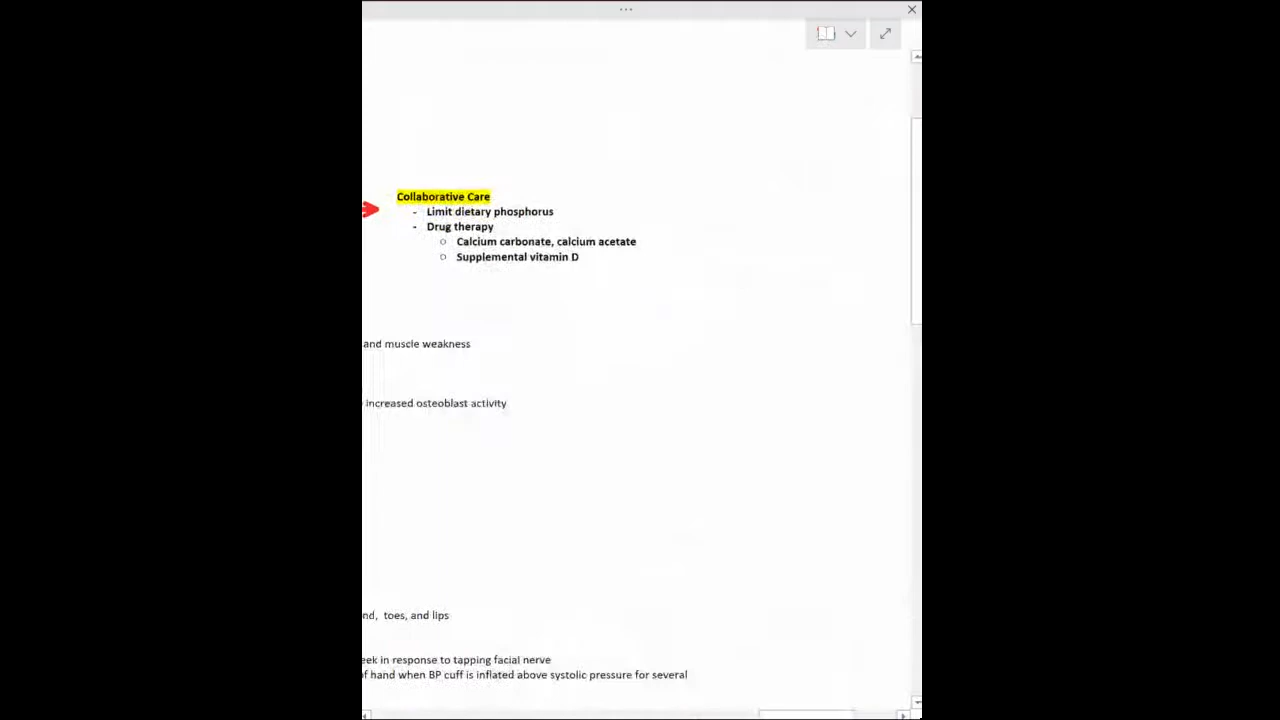 Collaborative Care
- Limit dietary phosphorus
- Drug therapy
○ Calcium carbonate, calcium acetate
○ Supplemental vitamin D
and muscle weakness
increased osteoblast activity
nd, toes, and lips
eek in response to tapping facial nerve
of hand when BP cuff is inflated above systolic pressure for several